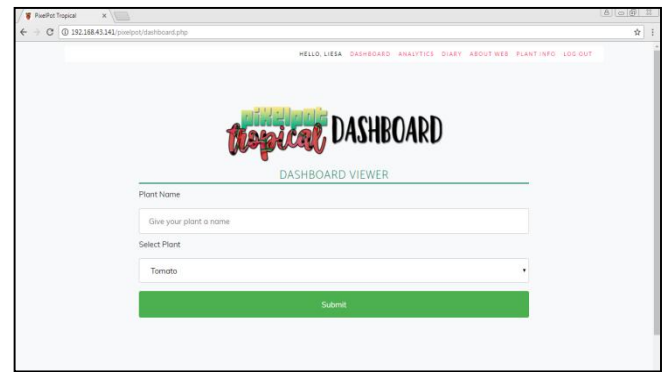 PixelPot Tropical
192.168.43.141/pixelpot/dashboard.php
HELLO, LIESA DASHBOARD ANALYTICS DIARY ABOUT WEB PLANT INFO LOG OUT
pixelpot
tropical DASHBOARD
DASHBOARD VIEWER
Plant Name
Give your plant a name
Select Plant
Tomato
Submit